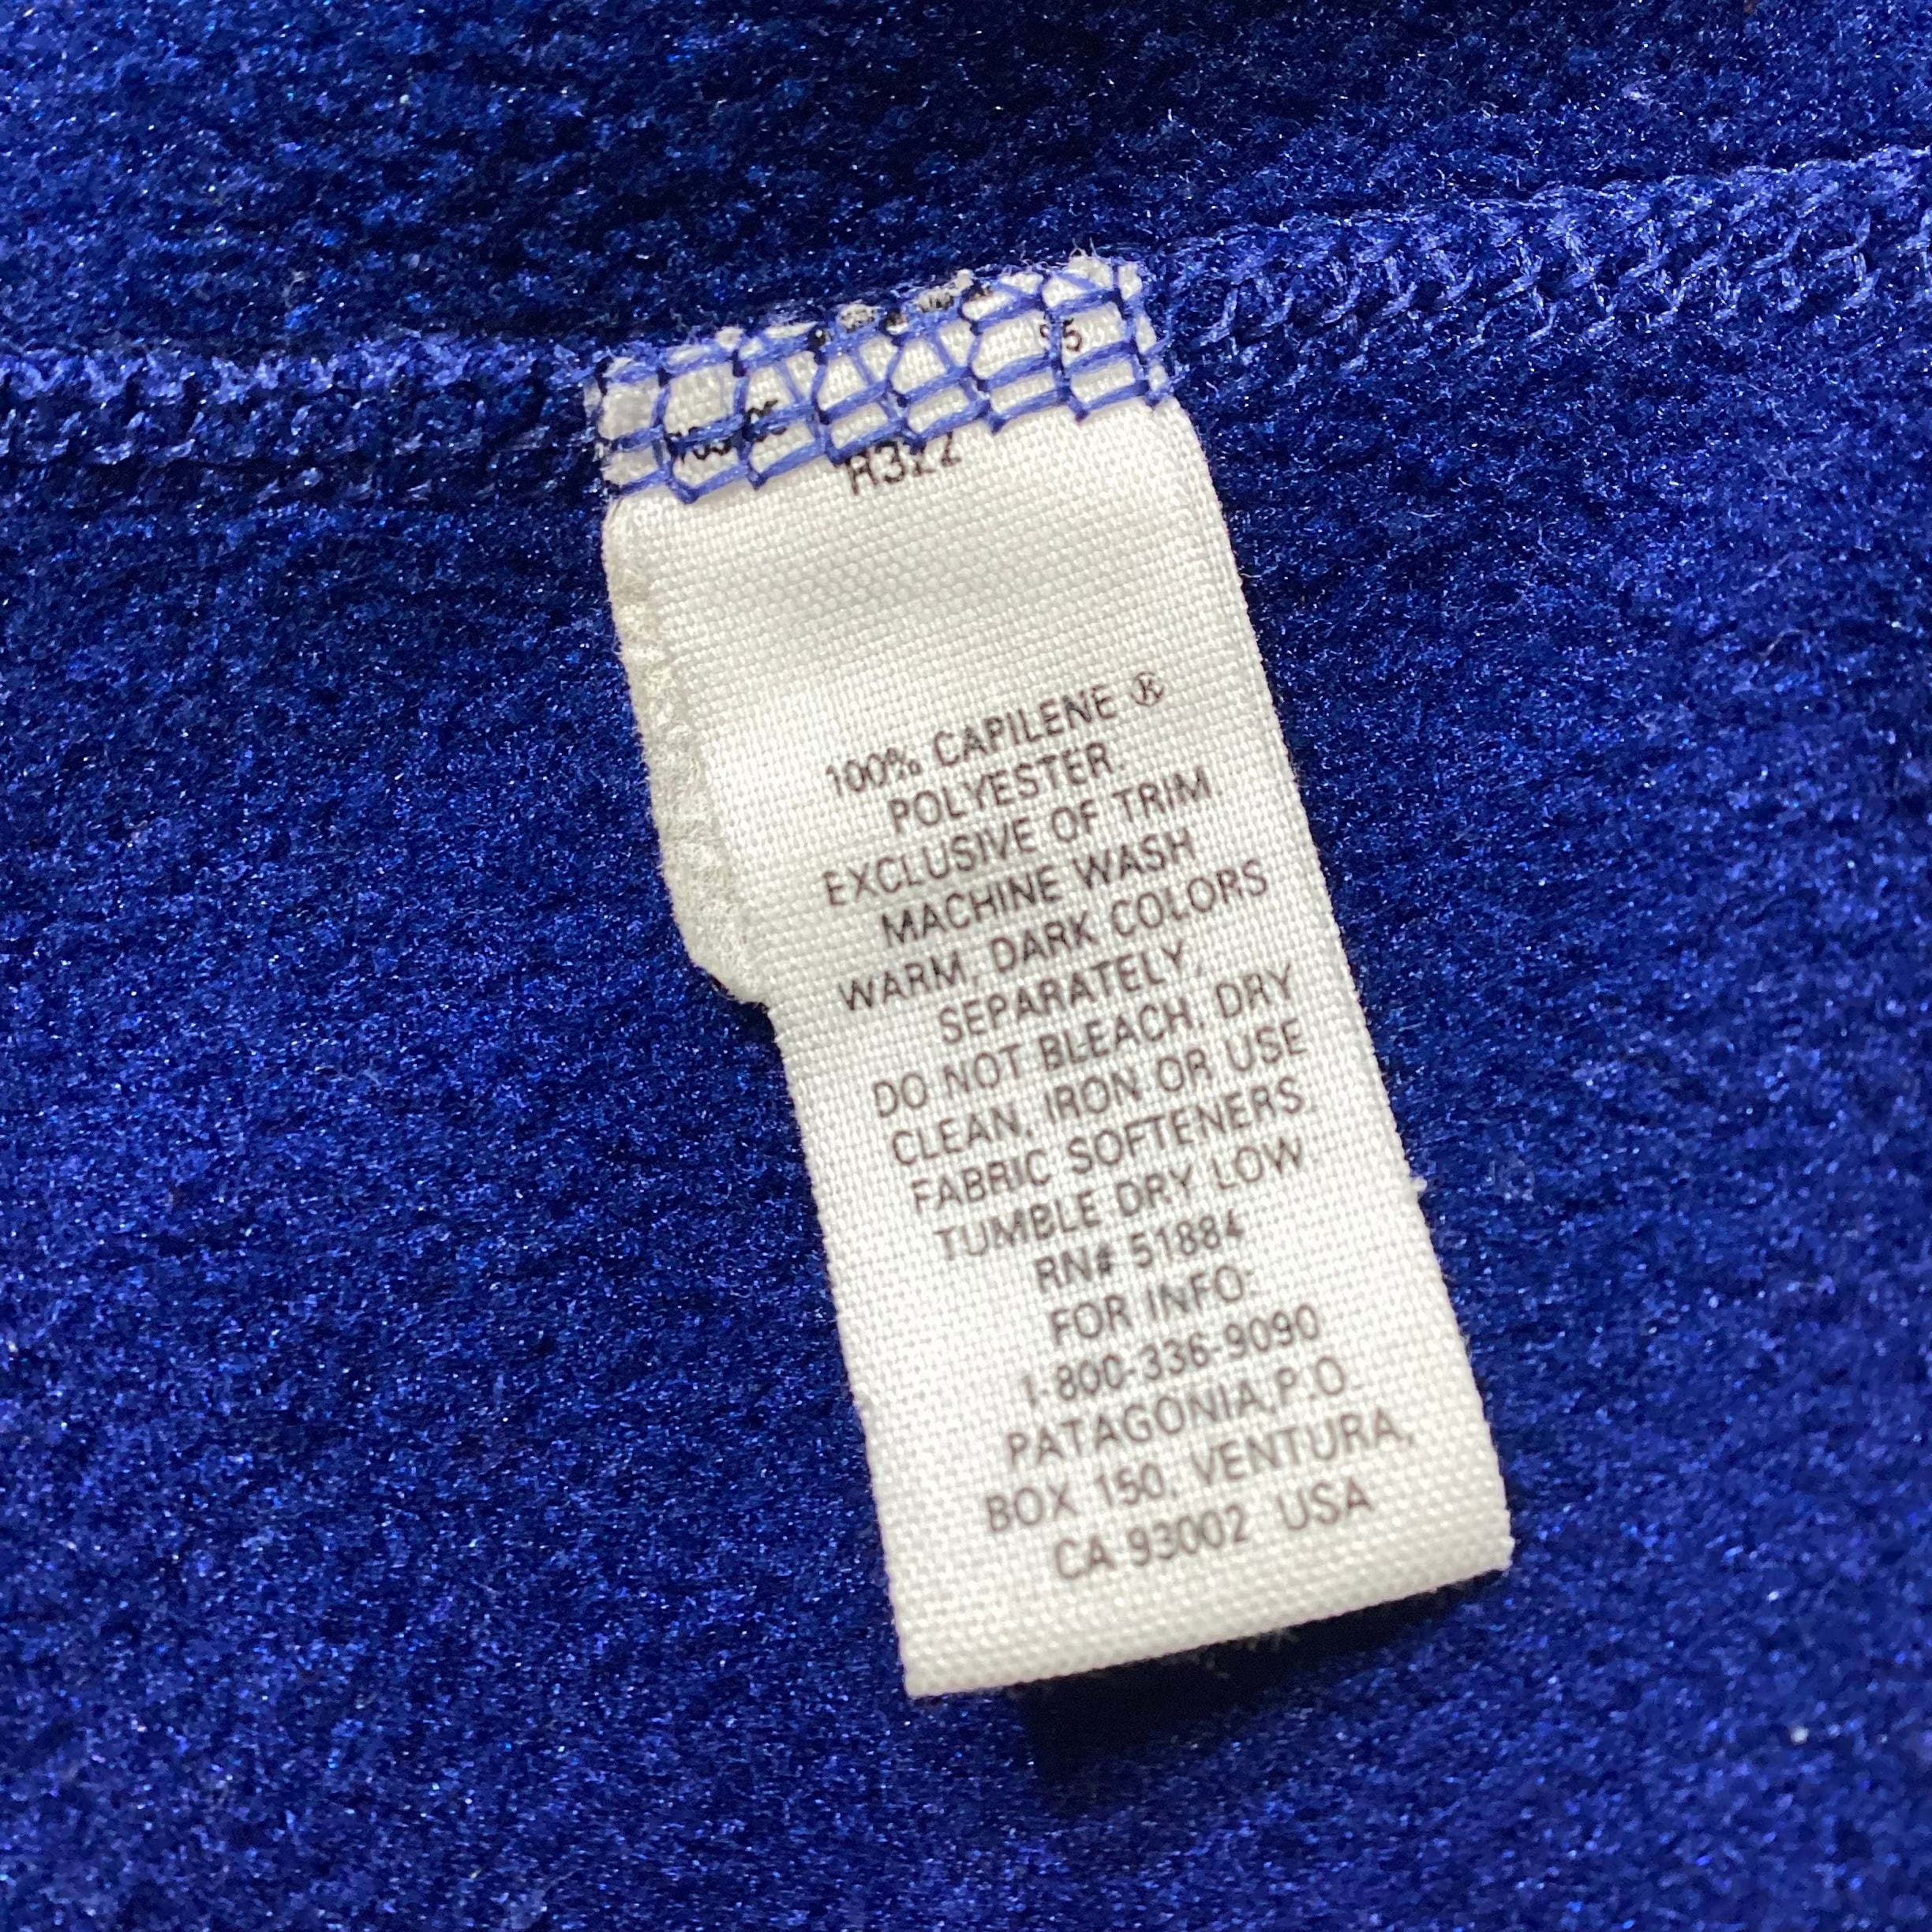 100% CAPILENE ®
POLYESTER.
EXCLUSIVE OF TRIM
MACHINE WASH
WARM, DARK COLORS
SEPARATELY,
DO NOT BLEACH, DRY
CLEAN, IRON OR USE
FABRIC SOFTENERS.
TUMBLE DRY LOW
RN# 51884
FOR INFO:
1-800-336-9090
PATAGONIA, P.O.
BOX 150, VENTURA,
CA 93002 USA